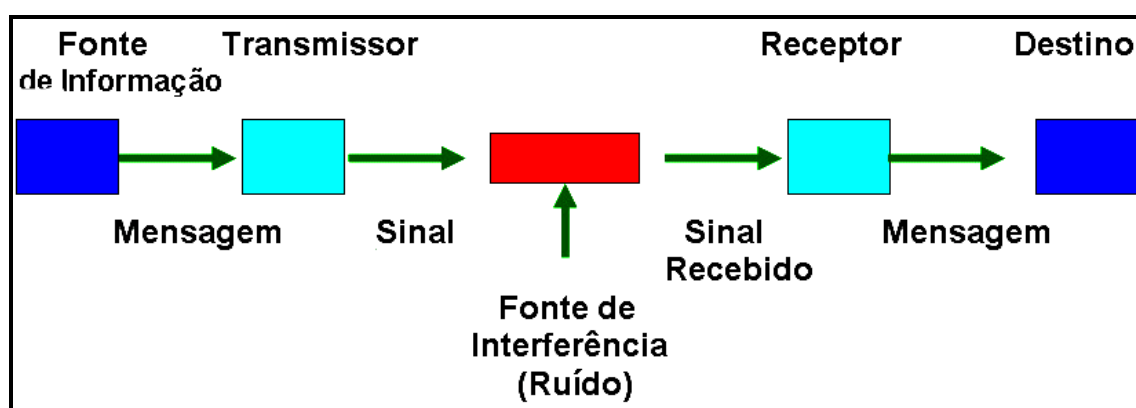 Fonte
de Informação
Transmissor
Receptor
Destino
Mensagem
Sinal
Sinal
Recebido
Mensagem
Fonte de
Interferência
(Ruído)